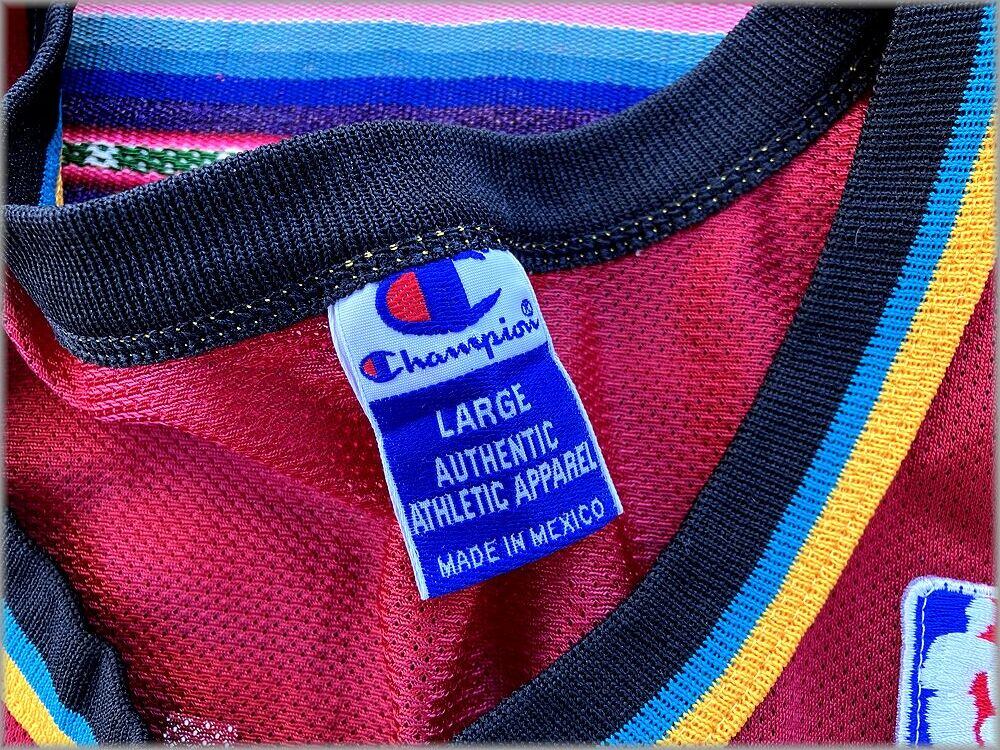 Champion®
LARGE
AUTHENTIC
ATHLETIC APPAREL
MADE IN MEXICO